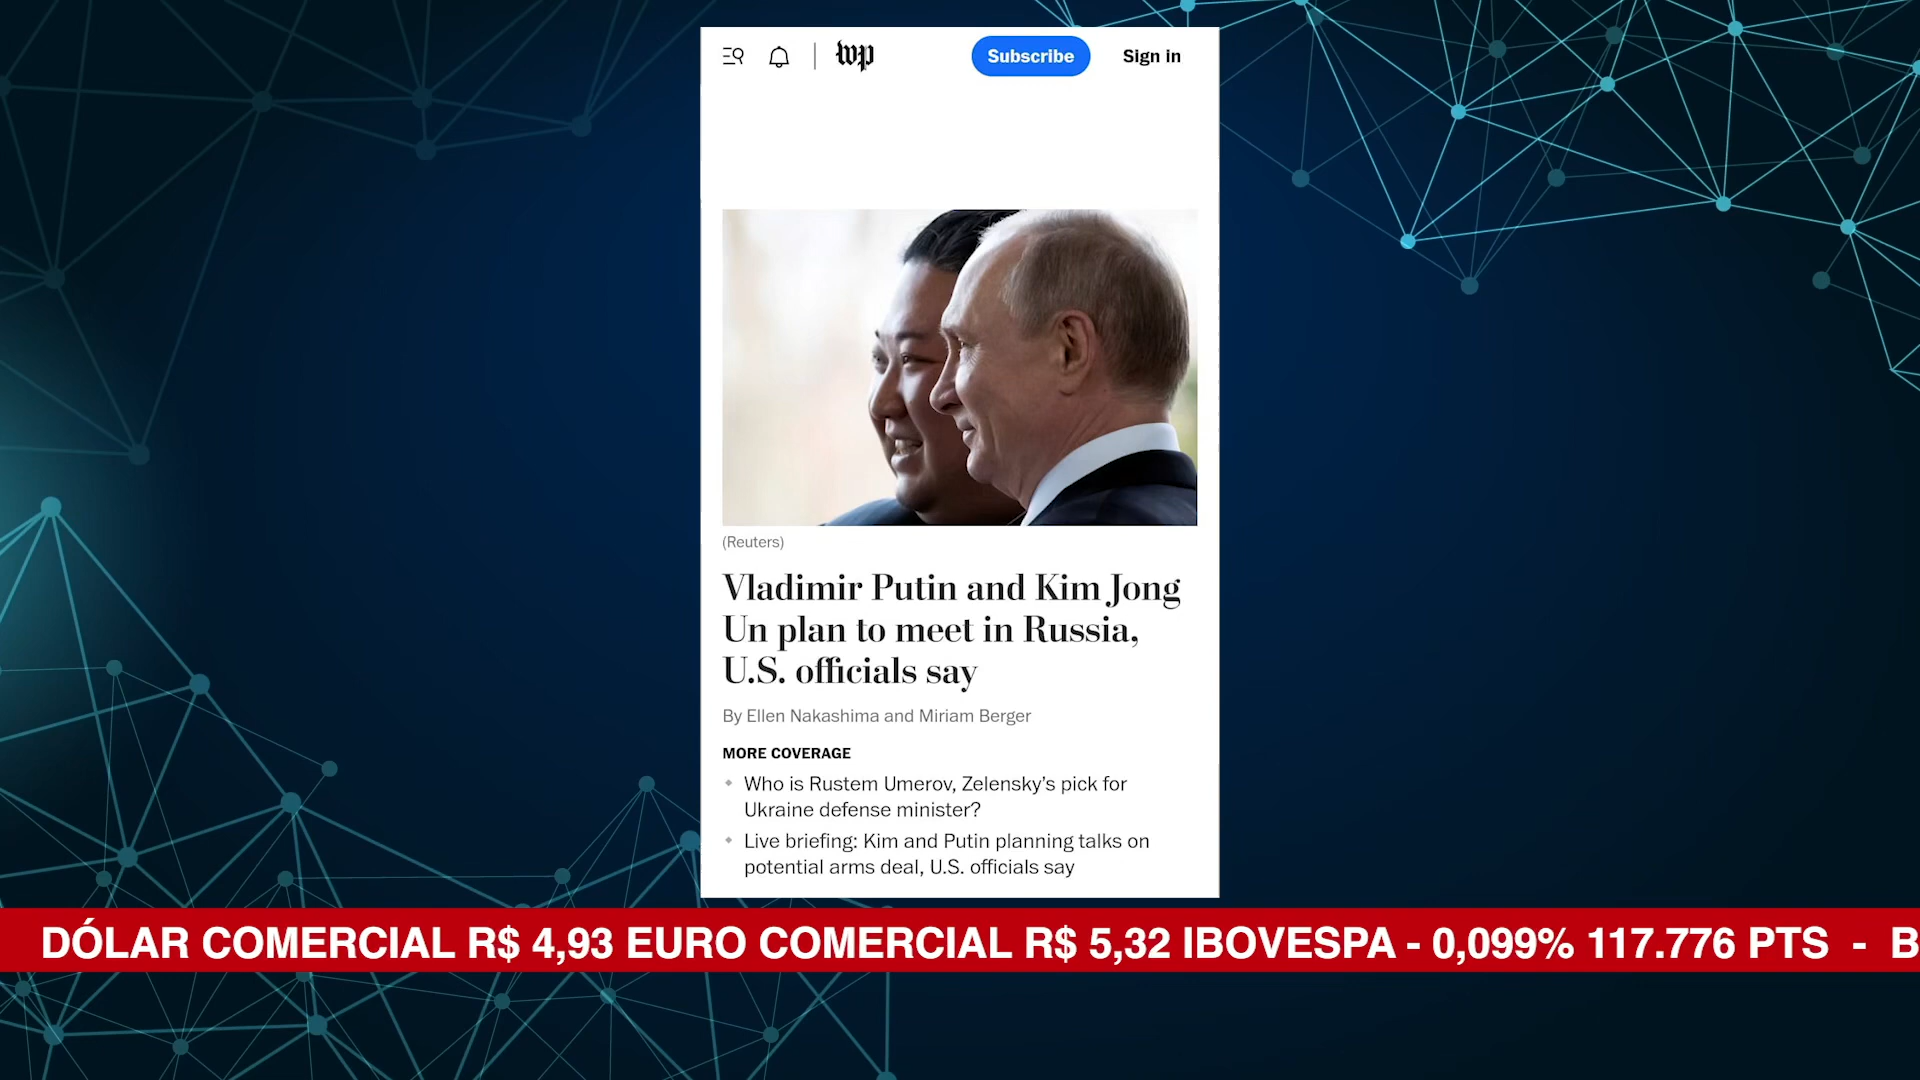 wp
Subscribe
Sign in
(Reuters)
Vladimir Putin and Kim Jong
Un plan to meet in Russia,
U.S. officials say
By Ellen Nakashima and Miriam Berger
MORE COVERAGE
Who is Rustem Umerov, Zelensky’s pick for
Ukraine defense minister?
Live briefing: Kim and Putin planning talks on
potential arms deal, U.S. officials say
DÓLAR COMERCIAL R$ 4,93 EURO COMERCIAL R$ 5,32 IBOVESPA - 0,099% 117.776 PTS - B